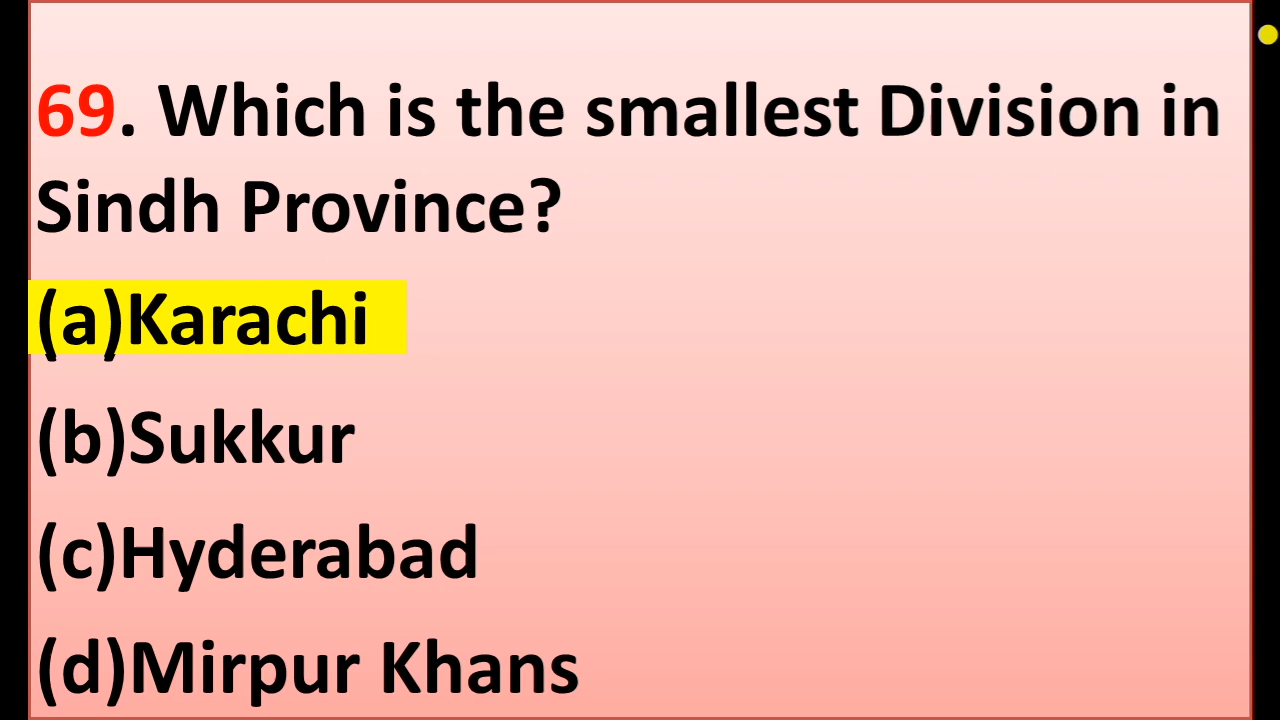 69. Which is the smallest Division in
Sindh Province?
(a)Karachi
(b)Sukkur
(c)Hyderabad
(d)Mirpur Khans